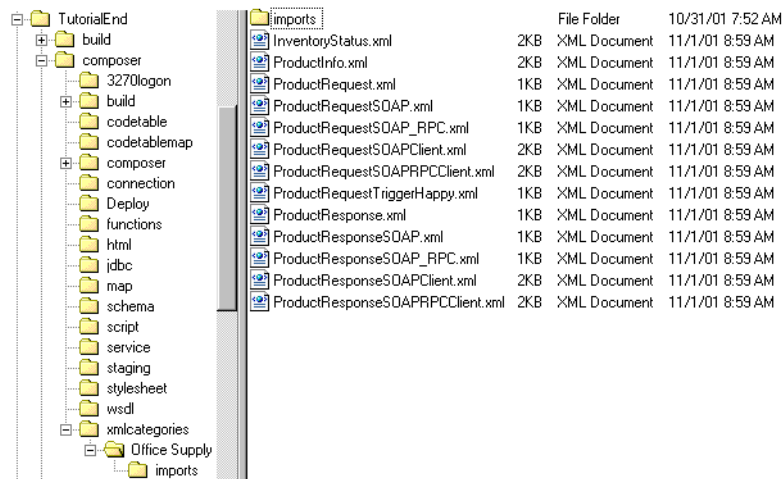 TutorialEnd
build
composer
3270logon
build
codetable
codetablemap
composer
connection
Deploy
functions
html
jdbc
map
schema
script
service
staging
stylesheet
wsdl
xmlcategories
Office Supply
imports
imports File Folder 10/31/01 7:52 AM
InventoryStatus.xml 2KB XML Document 11/1/01 8:59 AM
ProductInfo.xml 2KB XML Document 11/1/01 8:59 AM
ProductRequest.xml 1KB XML Document 11/1/01 8:59 AM
ProductRequestSOAP.xml 1KB XML Document 11/1/01 8:59 AM
ProductRequestSOAP_RPC.xml 1KB XML Document 11/1/01 8:59 AM
ProductRequestSOAPClient.xml 2KB XML Document 11/1/01 8:59 AM
ProductRequestSOAPRPCClient.xml 2KB XML Document 11/1/01 8:59 AM
ProductRequestTriggerHappy.xml 1KB XML Document 11/1/01 8:59 AM
ProductResponse.xml 1KB XML Document 11/1/01 8:59 AM
ProductResponseSOAP.xml 1KB XML Document 11/1/01 8:59 AM
ProductResponseSOAP_RPC.xml 1KB XML Document 11/1/01 8:59 AM
ProductResponseSOAPClient.xml 2KB XML Document 11/1/01 8:59 AM
ProductResponseSOAPRPCClient.xml 2KB XML Document 11/1/01 8:59 AM